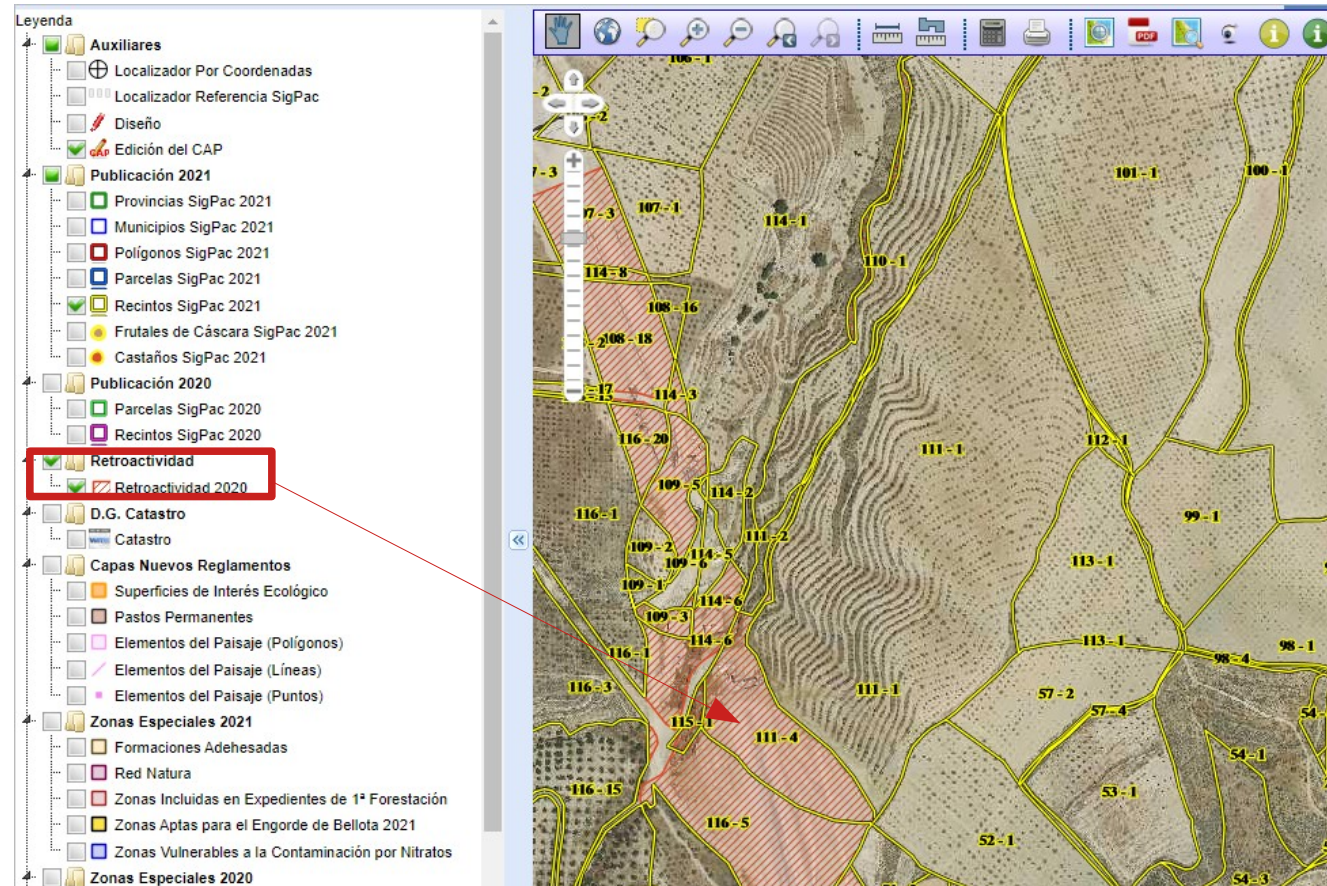 Leyenda
Auxiliares
Localizador Por Coordenadas
Localizador Referencia SigPac
Diseño
Edición del CAP
Publicación 2021
Provincias SigPac 2021
Municipios SigPac 2021
Polígonos SigPac 2021
Parcelas SigPac 2021
Recintos SigPac 2021
Frutales de Cáscara SigPac 2021
Castaños SigPac 2021
Publicación 2020
Parcelas SigPac 2020
Recintos SigPac 2020
Retroactividad
Retroactividad 2020
D.G. Catastro
Catastro
Capas Nuevos Reglamentos
Superficies de Interés Ecológico
Pastos Permanentes
Elementos del Paisaje (Polígonos)
Elementos del Paisaje (Líneas)
Elementos del Paisaje (Puntos)
Zonas Especiales 2021
Formaciones Adehesadas
Red Natura
Zonas Incluidas en Expedientes de 1ª Forestación
Zonas Aptas para el Engorde de Bellota 2021
Zonas Vulnerables a la Contaminación por Nitratos
Zonas Especiales 2020
PDF
106 - 1
101 - 1
100 - 1
107 - 1
114 - 1
110 - 1
114 - 8
108 - 16
108 - 18
114 - 3
116 - 20
111 - 1
112 - 1
109 - 5
114 - 2
116 - 1
99 - 1
111 - 2
109 - 2
114 - 5
109 - 6
113 - 1
109 - 1
114 - 6
109 - 3
114 - 6
113 - 1
98 - 1
116 - 1
98 - 4
116 - 3
111 - 1
57 - 2
57 - 4
115 - 1
111 - 4
54 - 1
116 - 15
53 - 1
116 - 5
52 - 1
54 - 3